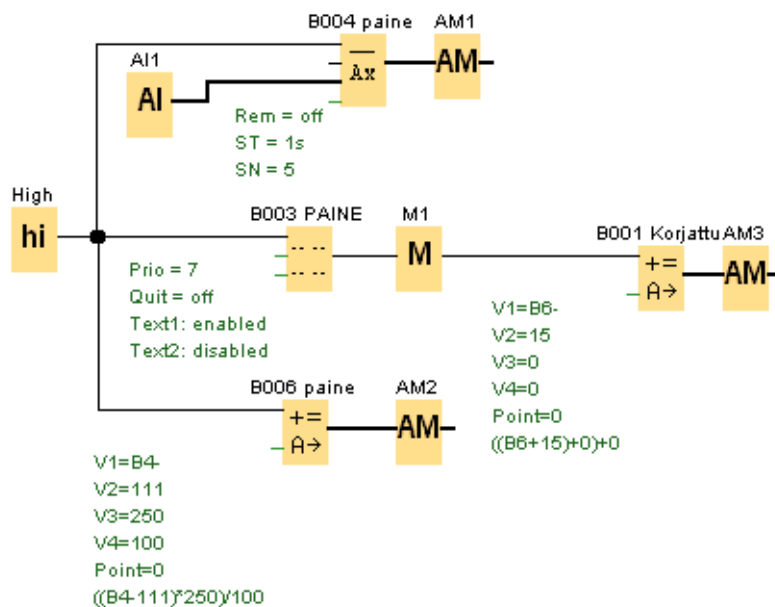 B004 paine
AM1
Ax
AM
AI1
AI
Rem = off
ST = 1s
SN = 5
High
hi
B003 PAINE
M1
M
Prio = 7
Quit = off
Text1: enabled
Text2: disabled
B001 Korjattu
AM3
+=
A→
AM
V1=B6-
V2=15
V3=0
V4=0
Point=0
((B6+15)+0)+0
B006 paine
AM2
+=
A→
AM
V1=B4-
V2=111
V3=250
V4=100
Point=0
((B4-111)*250)/100